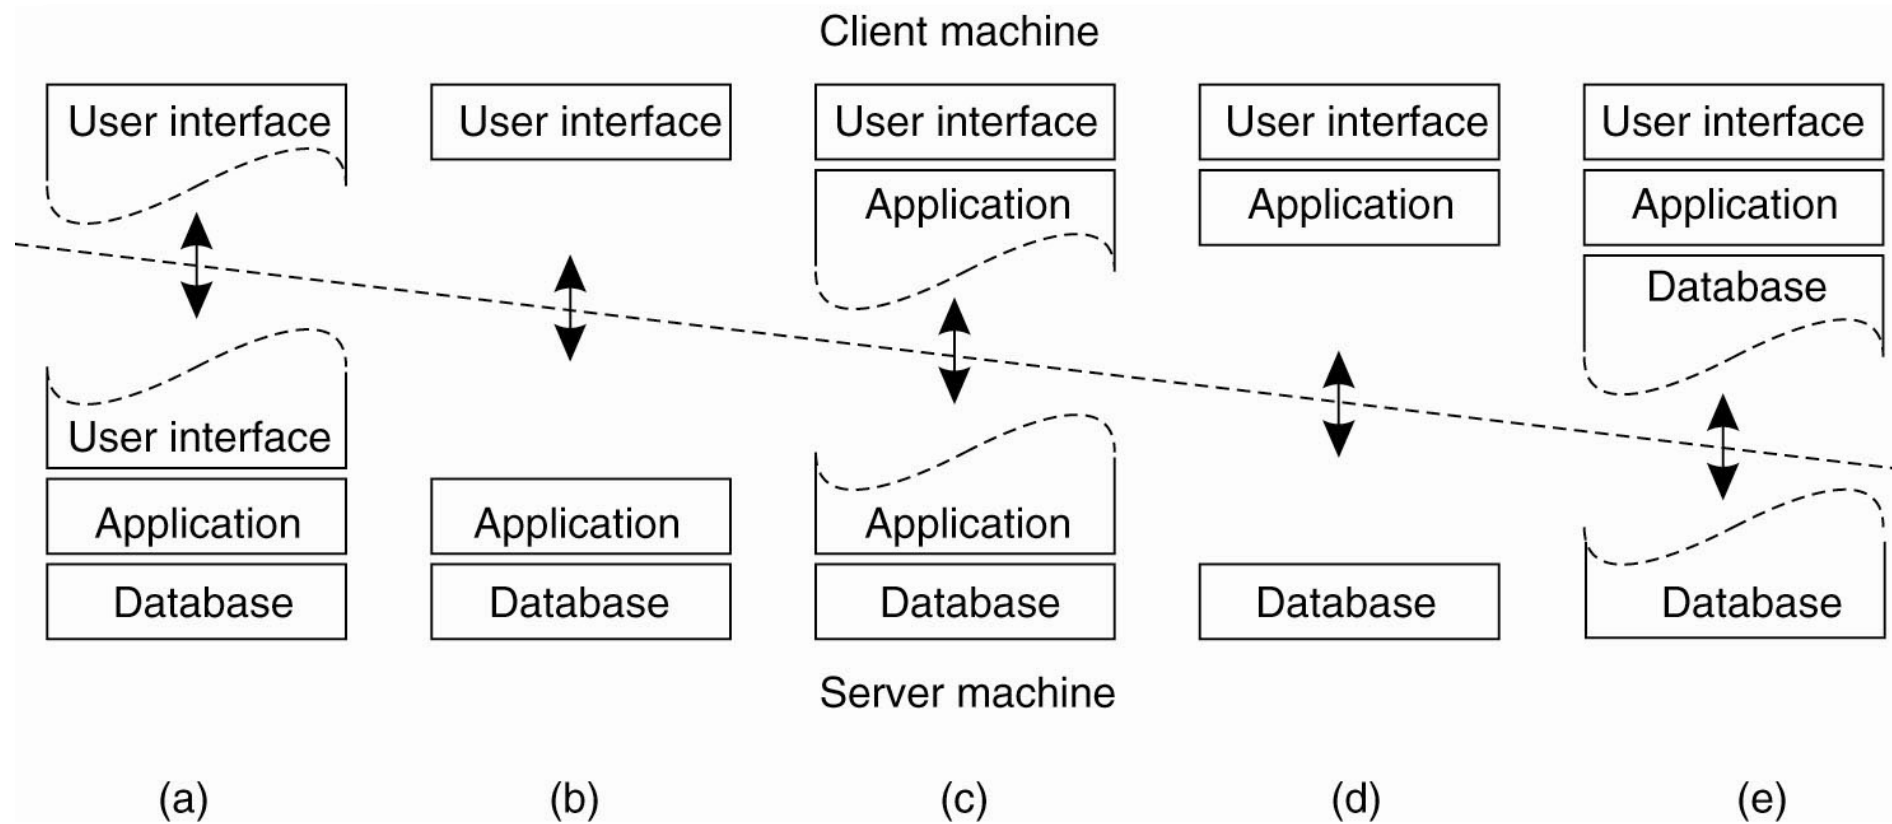 Client machine
User interface User interface User interface User interface User interface
Application Application Application
Database
User interface
Application Application Application
Database Database Database Database Database
Server machine
(a) (b) (c) (d) (e)